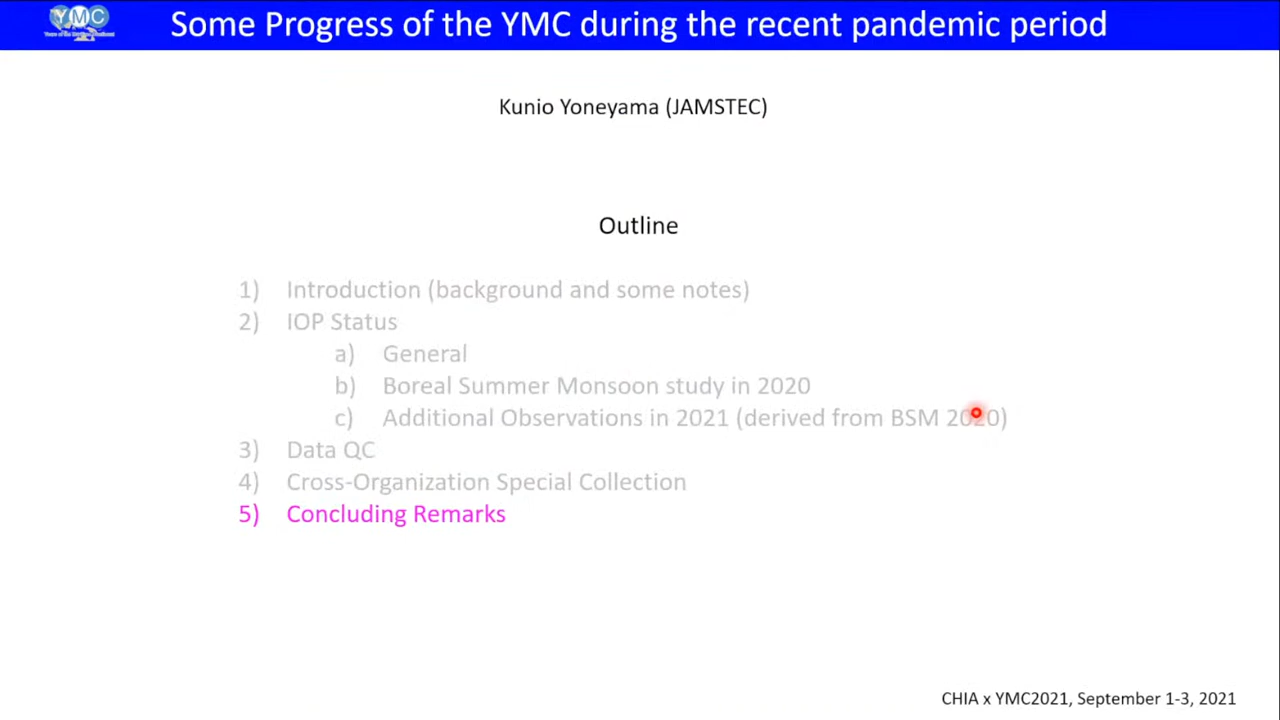 YMC
Some Progress of the YMC during the recent pandemic period
Kunio Yoneyama (JAMSTEC)
Outline
1) Introduction (background and some notes)
2) IOP Status
a) General
b) Boreal Summer Monsoon study in 2020
c) Additional Observations in 2021 (derived from BSM 2020)
3) Data QC
4) Cross-Organization Special Collection
5) Concluding Remarks
CHIA x YMC2021, September 1-3, 2021